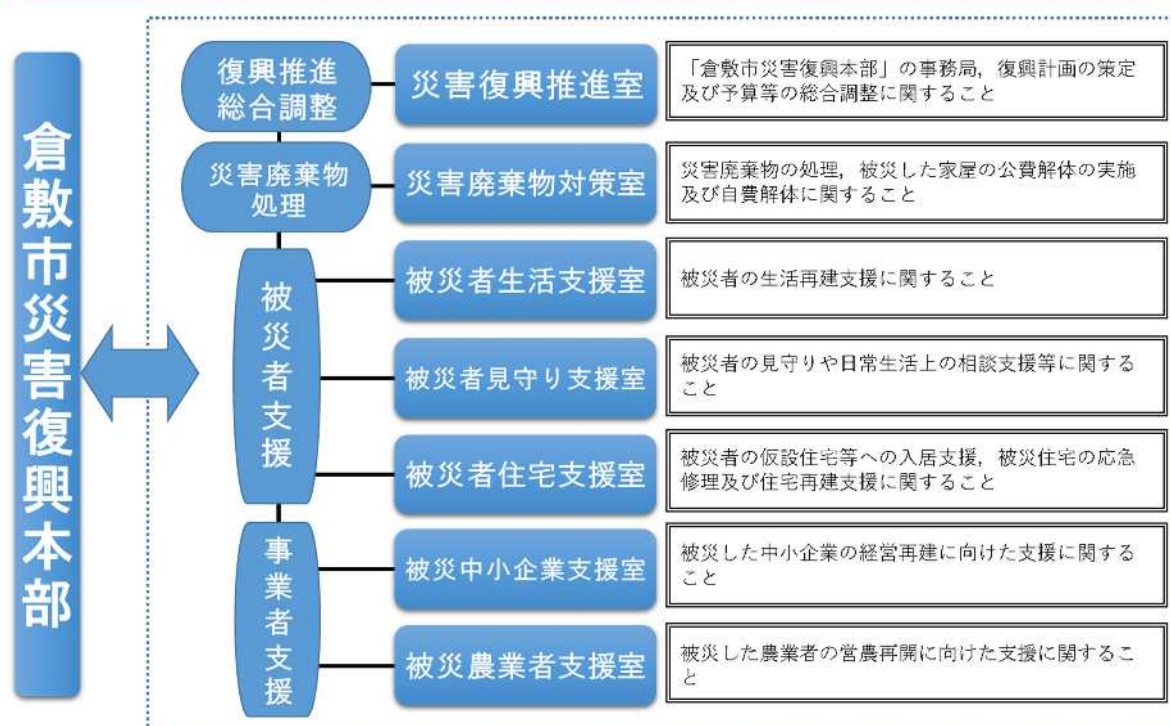 倉敷市災害復興本部
復興推進
総合調整
災害復興推進室
「倉敷市災害復興本部」の事務局，復興計画の策定
及び予算等の総合調整に関すること
災害廃棄物
処理
災害廃棄物対策室
災害廃棄物の処理，被災した家屋の公費解体の実施
及び自費解体に関すること
被災者支援
被災者生活支援室
被災者の生活再建支援に関すること
被災者見守り支援室
被災者の見守りや日常生活上の相談支援等に関する
こと
被災者住宅支援室
被災者の仮設住宅等への入居支援，被災住宅の応急
修理及び住宅再建支援に関すること
事業者支援
被災中小企業支援室
被災した中小企業の経営再建に向けた支援に関する
こと
被災農業者支援室
被災した農業者の営農再開に向けた支援に関するこ
と